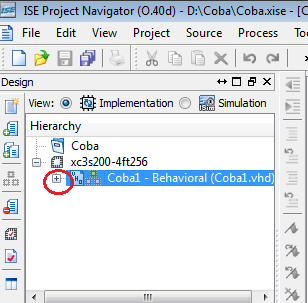 ISE Project Navigator (O.40d) - D:\Coba\Coba.xise - [C
File Edit View Project Source Process
Design
View: Implementation Simulation
Hierarchy
Coba
xc3s200-4ft256
Coba1 - Behavioral (Coba1.vhd)